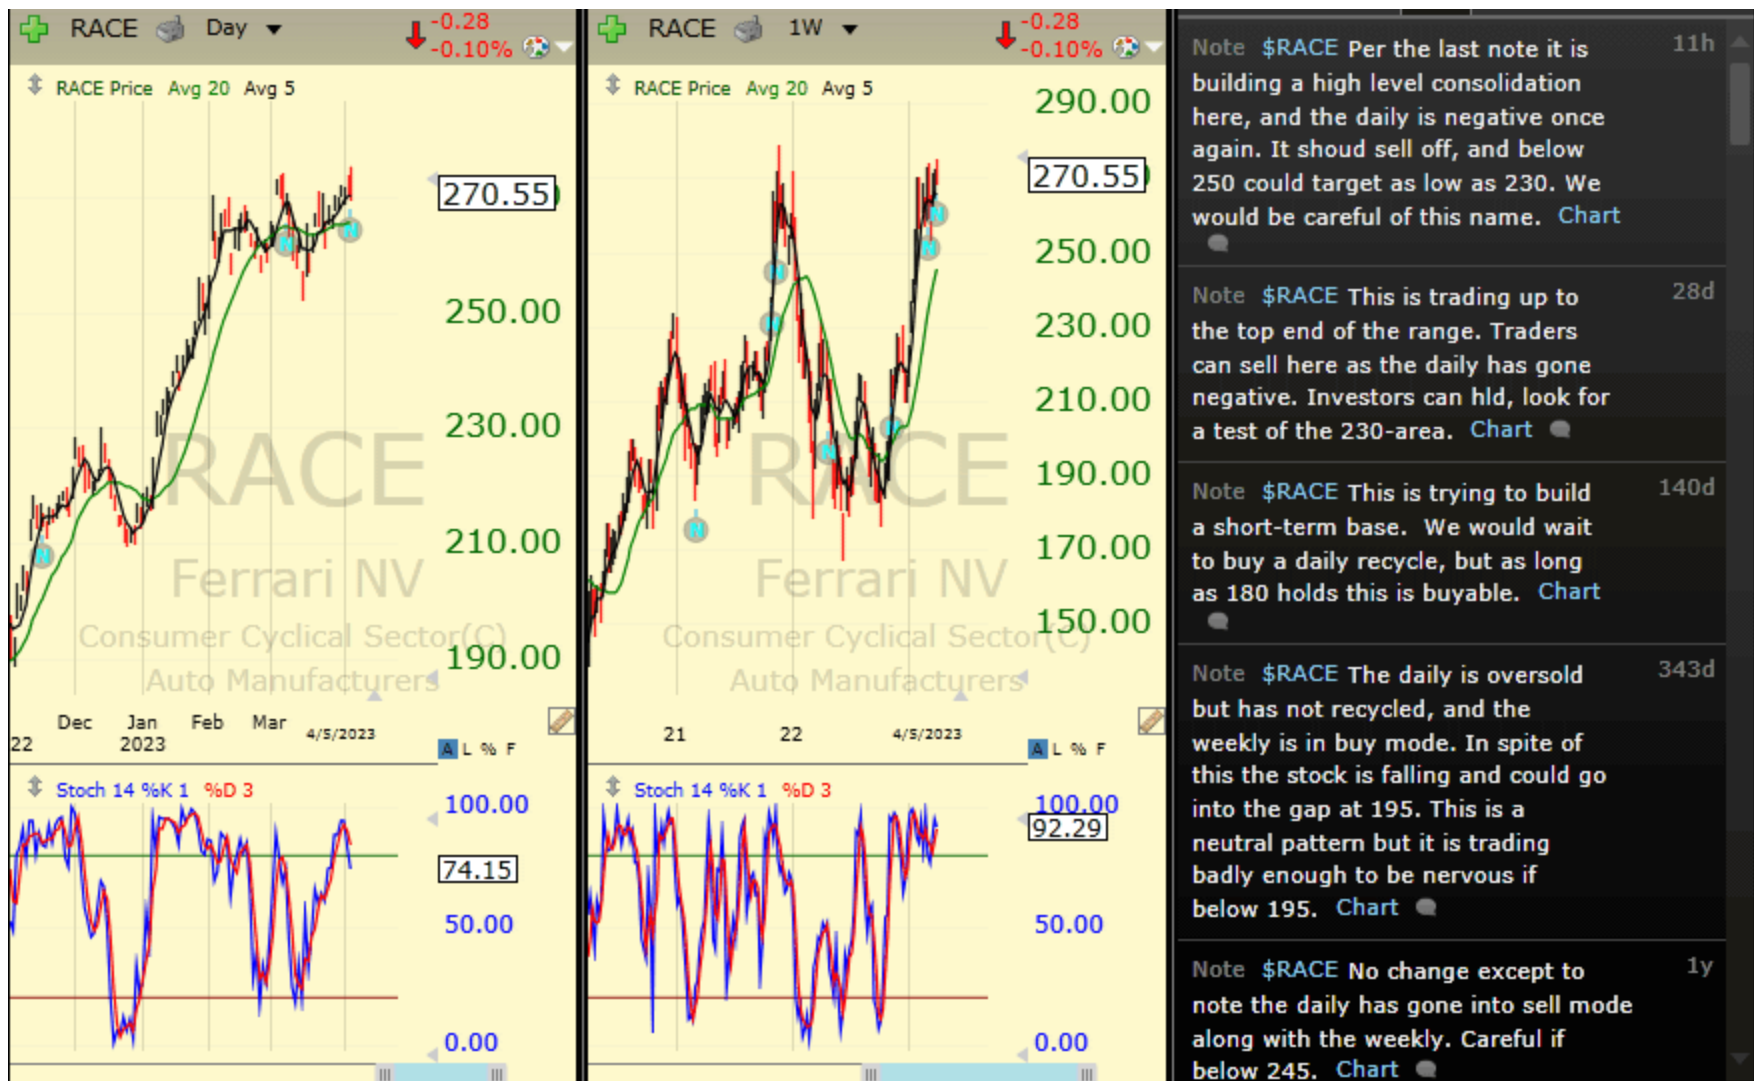 RACE Day -0.28
-0.10%
RACE Price Avg 20 Avg 5
270.55
250.00
230.00
210.00
190.00
RACE
Ferrari NV
Consumer Cyclical Sector(C)
Auto Manufacturers
Dec Jan Feb Mar 4/5/2023
22 2023
A L % F
Stoch 14 %K 1 %D 3
100.00
74.15
50.00
0.00
RACE 1W -0.28
-0.10%
RACE Price Avg 20 Avg 5
290.00
270.55
250.00
230.00
210.00
190.00
170.00
150.00
RACE
Ferrari NV
Consumer Cyclical Sector(C)
Auto Manufacturers
21 22 4/5/2023
A L % F
Stoch 14 %K 1 %D 3
100.00
92.29
50.00
0.00
N
N
N
N
N
N
N
N
N
N
Note $RACE Per the last note it is 11h
building a high level consolidation
here, and the daily is negative once
again. It shoud sell off, and below
250 could target as low as 230. We
would be careful of this name. Chart
Note $RACE This is trading up to 28d
the top end of the range. Traders
can sell here as the daily has gone
negative. Investors can hld, look for
a test of the 230-area. Chart
Note $RACE This is trying to build 140d
a short-term base. We would wait
to buy a daily recycle, but as long
as 180 holds this is buyable. Chart
Note $RACE The daily is oversold 343d
but has not recycled, and the
weekly is in buy mode. In spite of
this the stock is falling and could go
into the gap at 195. This is a
neutral pattern but it is trading
badly enough to be nervous if
below 195. Chart
Note $RACE No change except to 1y
note the daily has gone into sell mode
along with the weekly. Careful if
below 245. Chart